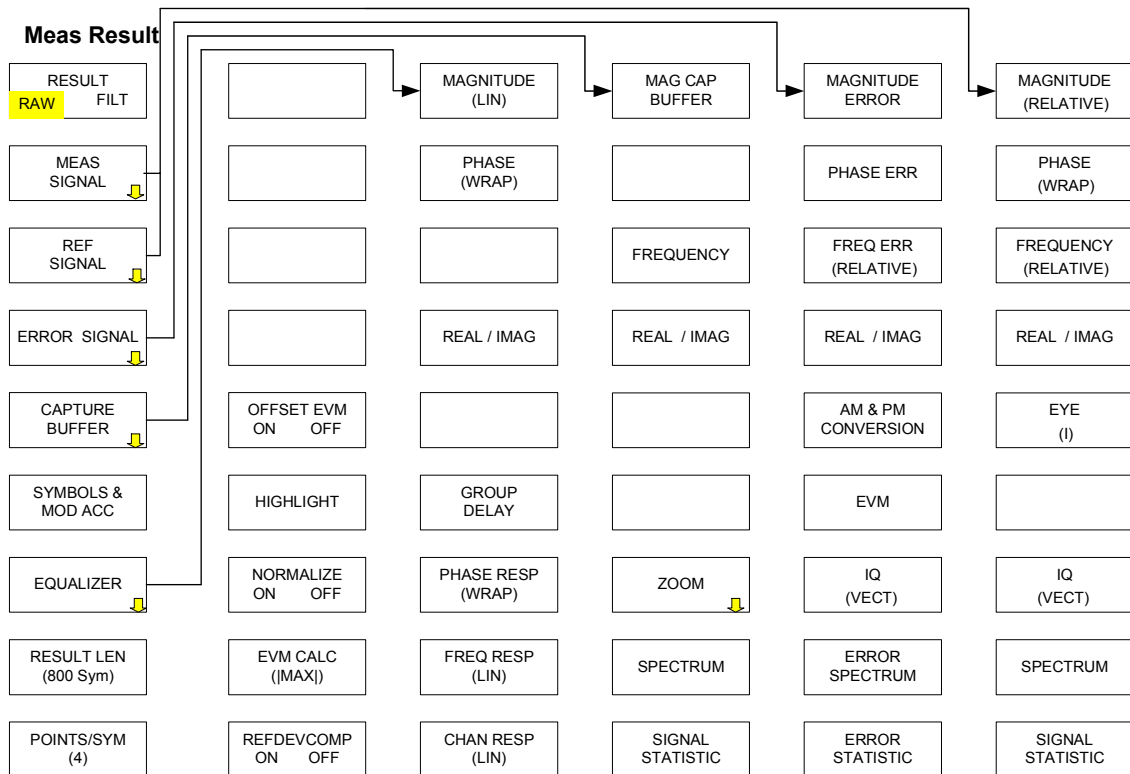 Meas Result
RESULT
RAW FILT
MEAS
SIGNAL
REF
SIGNAL
ERROR SIGNAL
CAPTURE
BUFFER
SYMBOLS &
MOD ACC
EQUALIZER
RESULT LEN
(800 Sym)
POINTS/SYM
(4)
OFFSET EVM
ON OFF
HIGHLIGHT
NORMALIZE
ON OFF
EVM CALC
(|MAX|)
REFDEVCOMP
ON OFF
MAGNITUDE
(LIN)
PHASE
(WRAP)
REAL / IMAG
GROUP
DELAY
PHASE RESP
(WRAP)
FREQ RESP
(LIN)
CHAN RESP
(LIN)
MAG CAP
BUFFER
FREQUENCY
REAL / IMAG
ZOOM
SPECTRUM
SIGNAL
STATISTIC
MAGNITUDE
ERROR
PHASE ERR
FREQ ERR
(RELATIVE)
REAL / IMAG
AM & PM
CONVERSION
EVM
IQ
(VECT)
ERROR
SPECTRUM
ERROR
STATISTIC
MAGNITUDE
(RELATIVE)
PHASE
(WRAP)
FREQUENCY
(RELATIVE)
REAL / IMAG
EYE
(I)
IQ
(VECT)
SPECTRUM
SIGNAL
STATISTIC